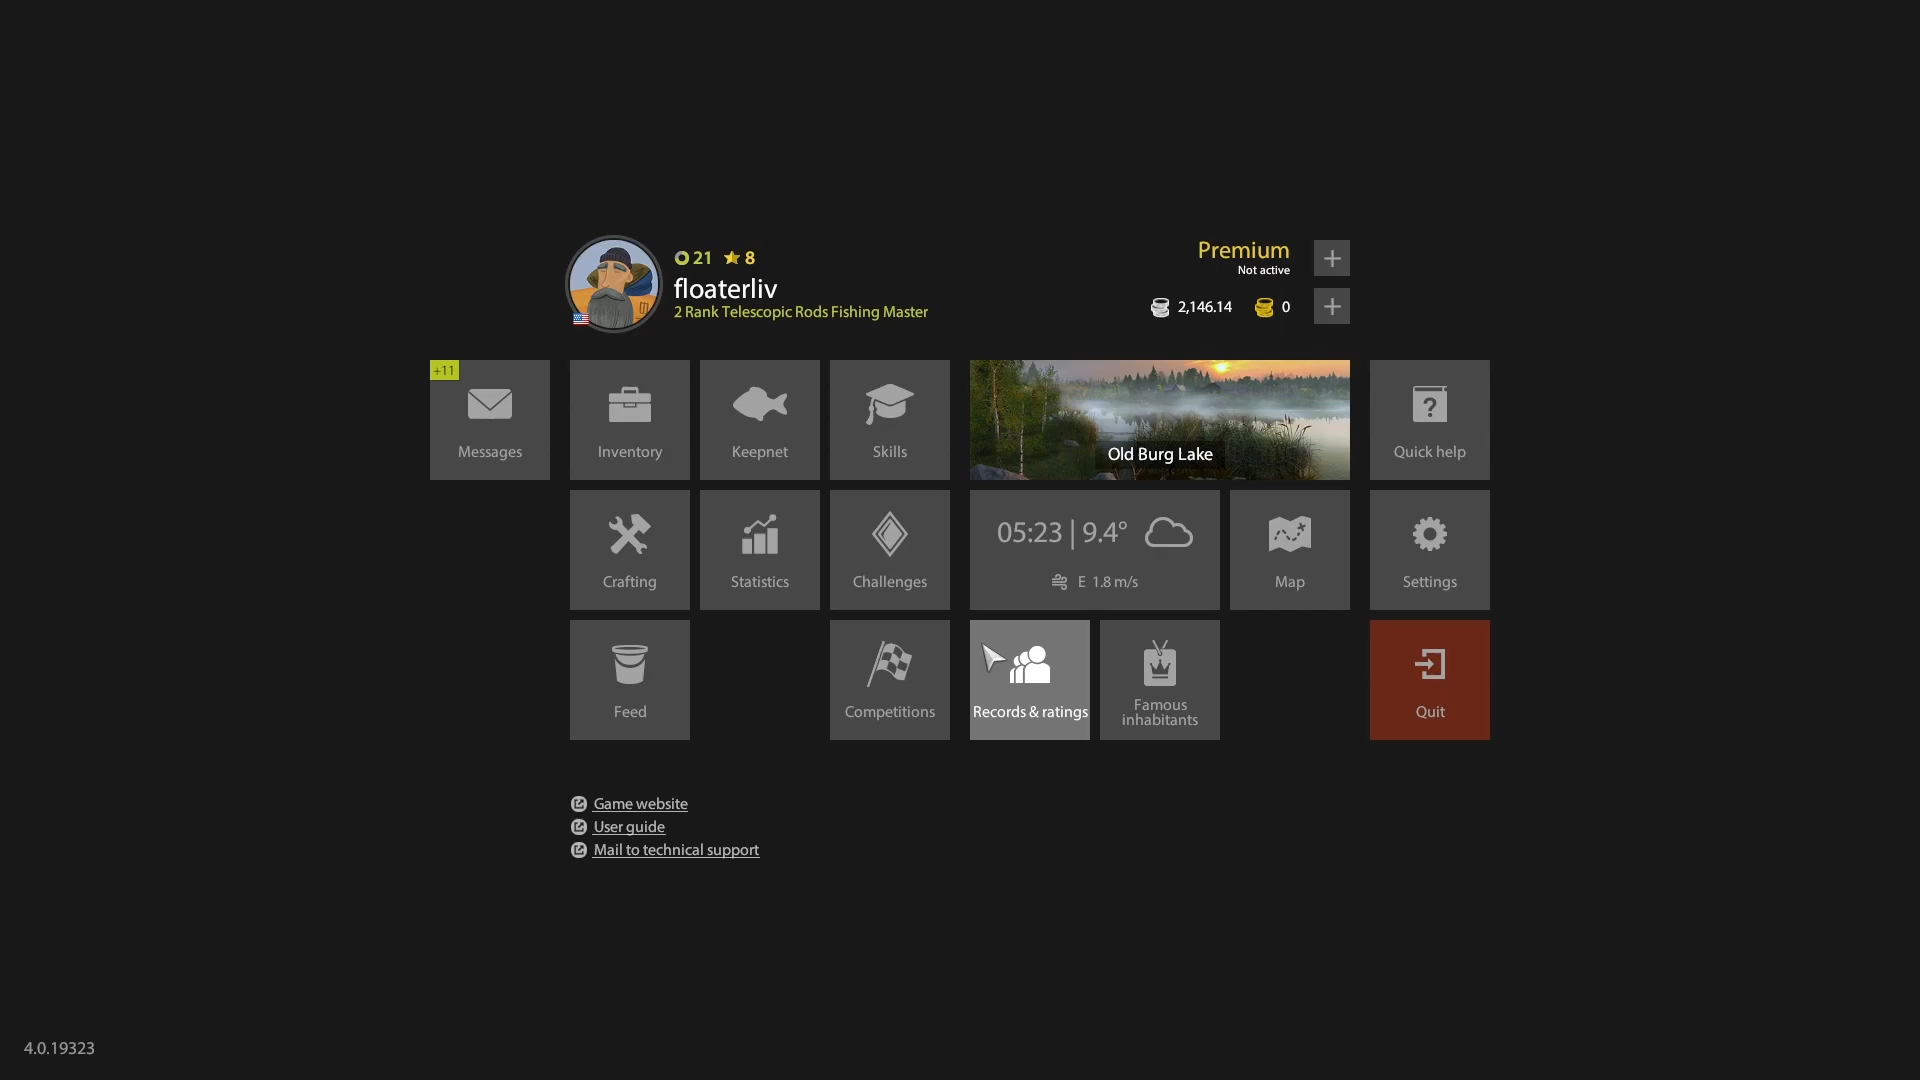 21 8
floaterliv
2 Rank Telescopic Rods Fishing Master
Premium
Not active
2,146.14 0
+11
Messages
Inventory
Keepnet
Skills
Old Burg Lake
Quick help
Crafting
Statistics
Challenges
05:23 | 9.4°
E 1.8 m/s
Map
Settings
Feed
Competitions
Records & ratings
Famous
inhabitants
Quit
Game website
User guide
Mail to technical support
4.0.19323